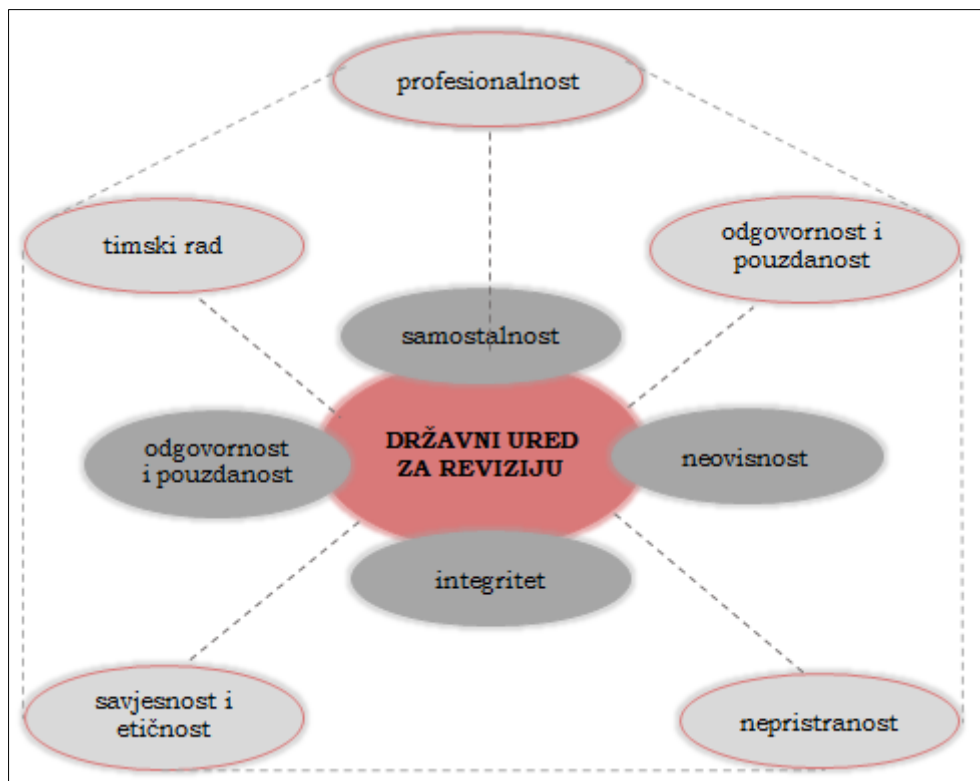 profesionalnost
timski rad
odgovornost i
pouzdanost
samostalnost
odgovornost
i pouzdanost
DRŽAVNI URED
ZA REVIZIJU
neovisnost
integritet
savjesnost i
etičnost
nepristranost